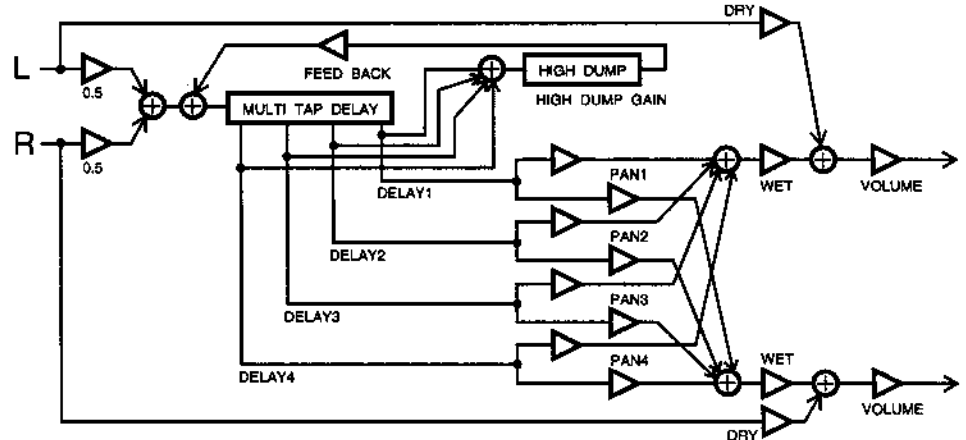 DRY
L
FEED BACK
HIGH DUMP
0.5
HIGH DUMP GAIN
MULTI TAP DELAY
R
0.5
PAN1
WET
VOLUME
DELAY1
PAN2
DELAY2
PAN3
DELAY3
PAN4
WET
DELAY4
VOLUME
DRY